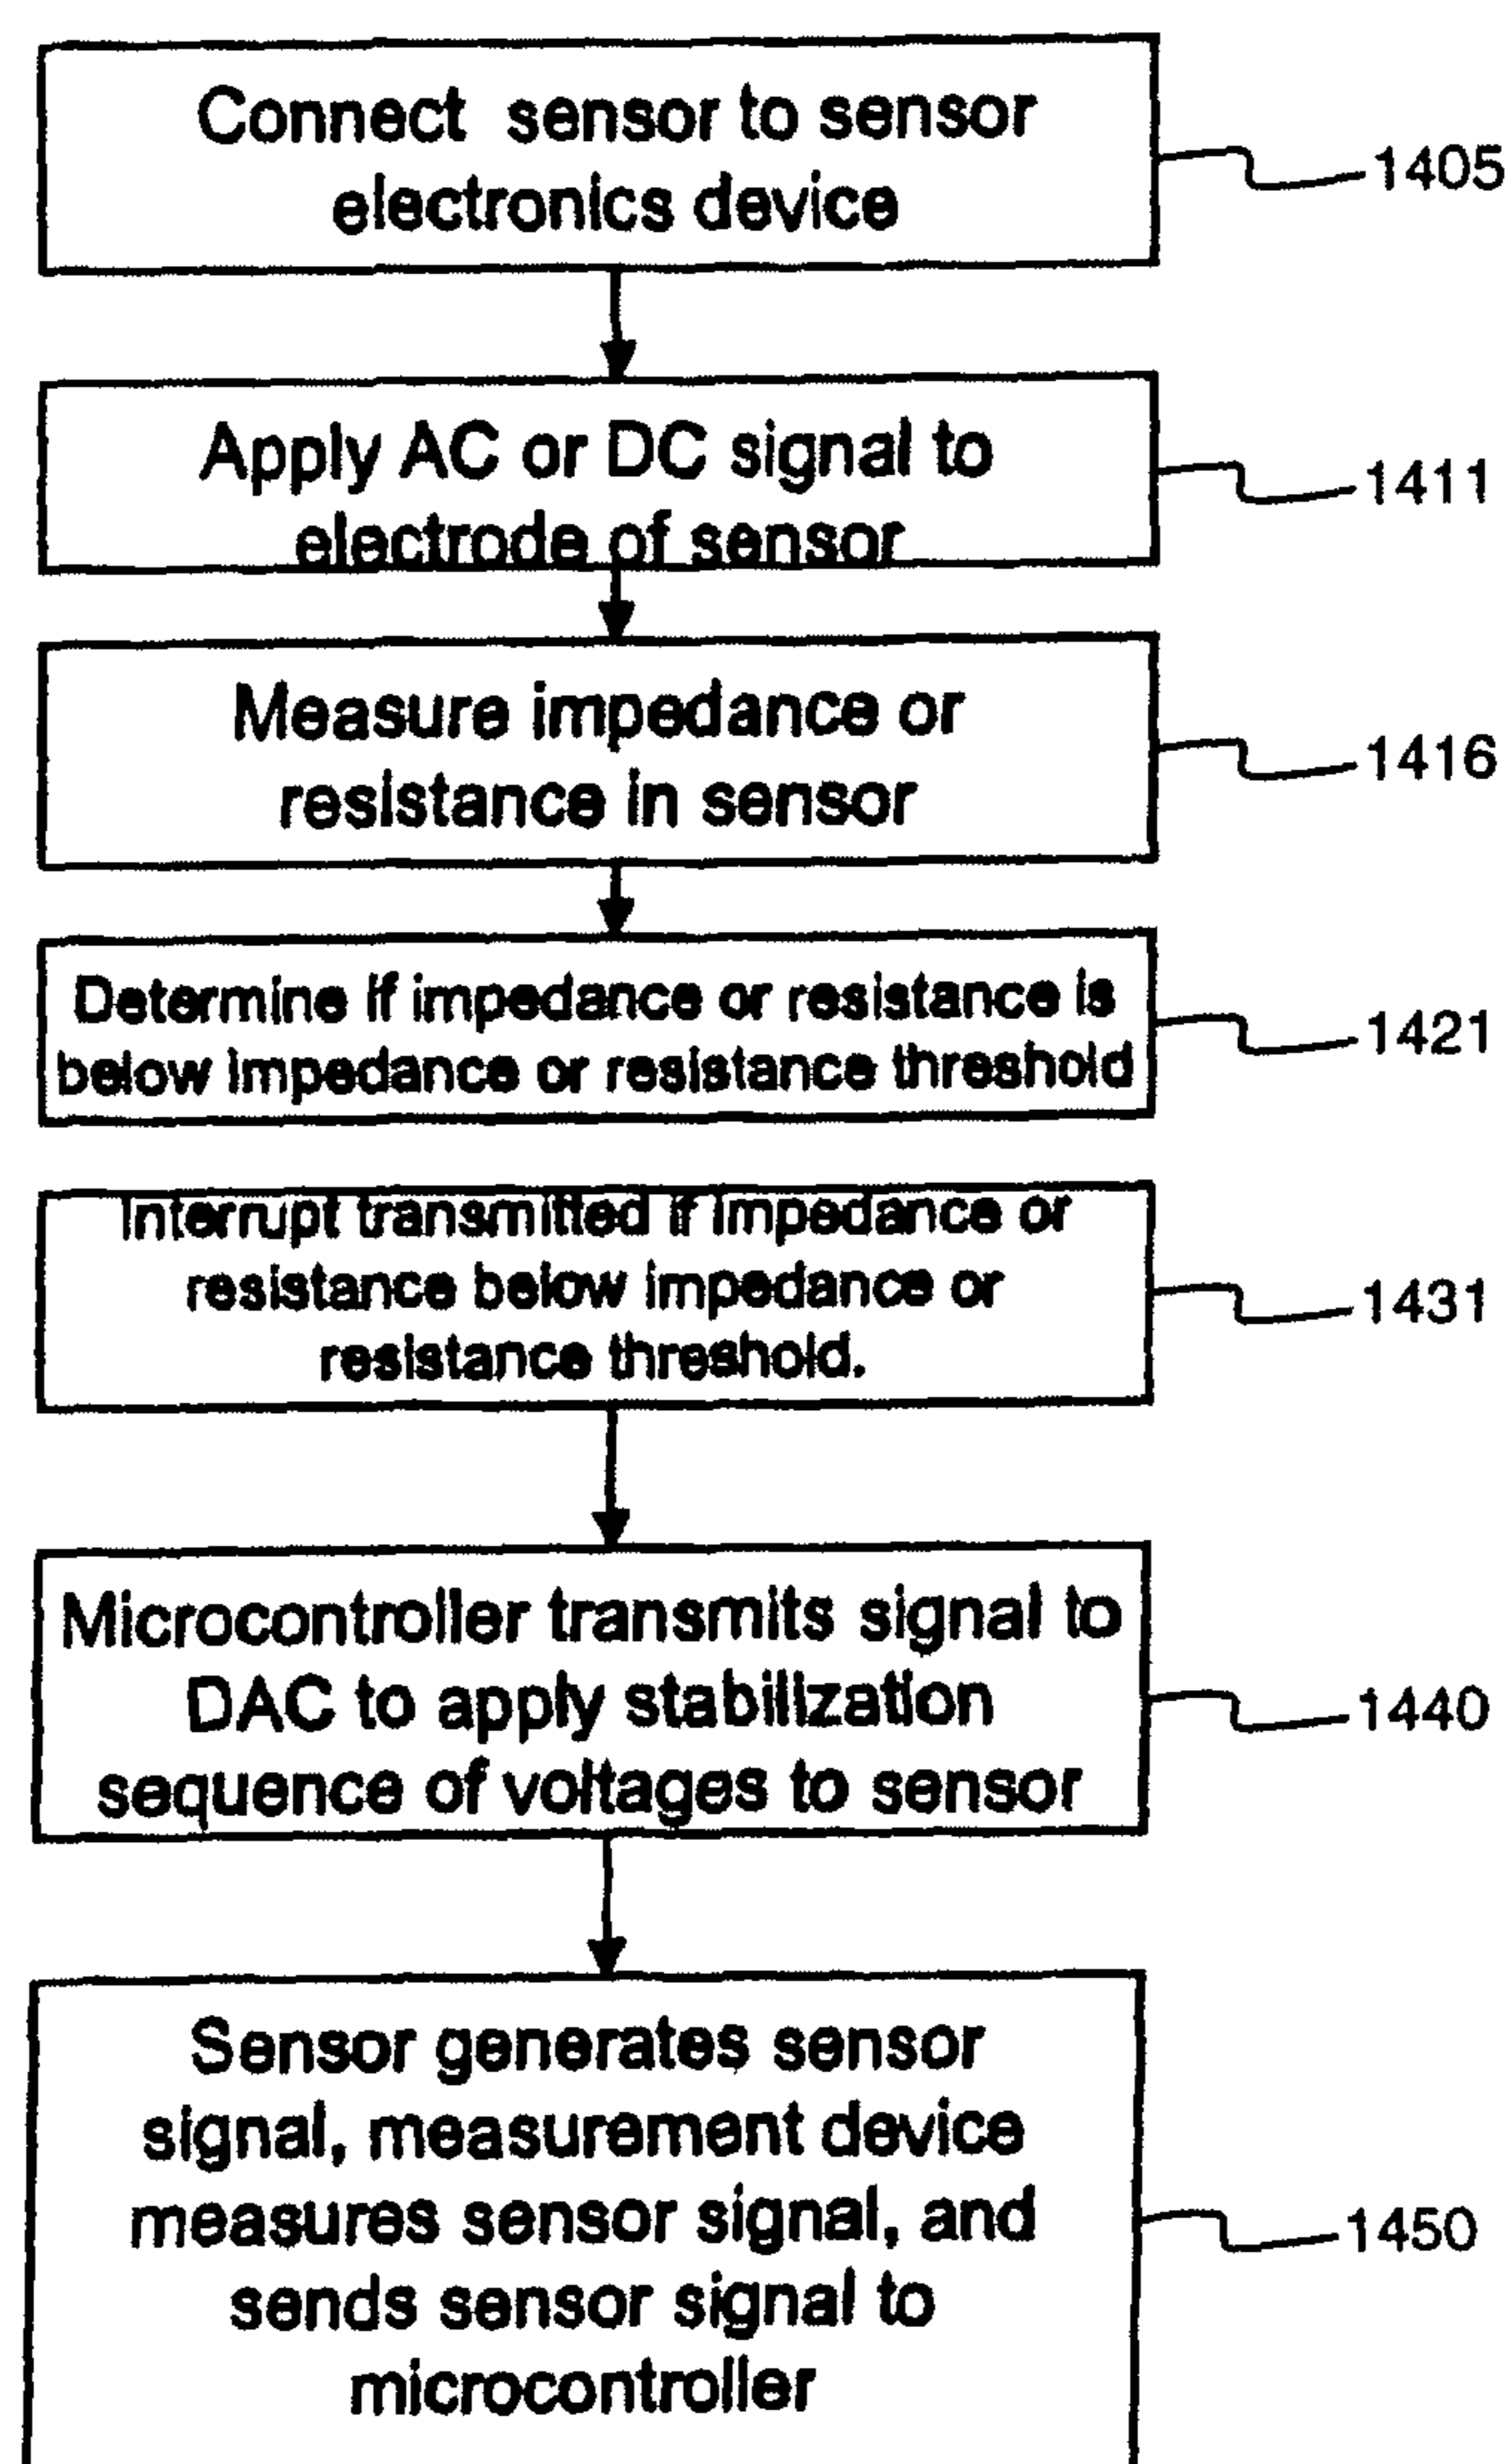 Connect sensor to sensor
electronics device
1405
Apply AC or DC signal to
electrode of sensor
1411
Measure impedance or
resistance in sensor
1416
Determine if impedance or resistance is
below impedance or resistance threshold
1421
Interrupt transmitted if impedance or
resistance below impedance or
resistance threshold.
1431
Microcontroller transmits signal to
DAC to apply stabilization
sequence of voltages to sensor
1440
Sensor generates sensor
signal, measurement device
measures sensor signal, and
sends sensor signal to
microcontroller
1450